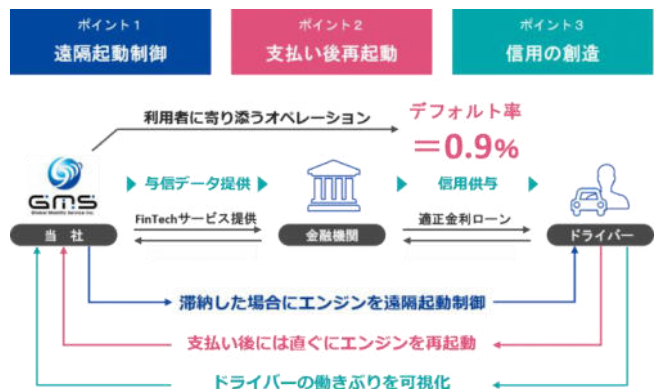 ポイント1
遠隔起動制御
ポイント2
支払い後再起動
ポイント3
信用の創造
利用者に寄り添うオペレーション
デフォルト率
＝0.9%
GMS
Global Mobility Service Inc.
与信データ提供
信用供与
FinTechサービス提供
適正金利ローン
当 社
金融機関
ドライバー
滞納した場合にエンジンを遠隔起動制御
支払い後には直ぐにエンジンを再起動
ドライバーの働きぶりを可視化